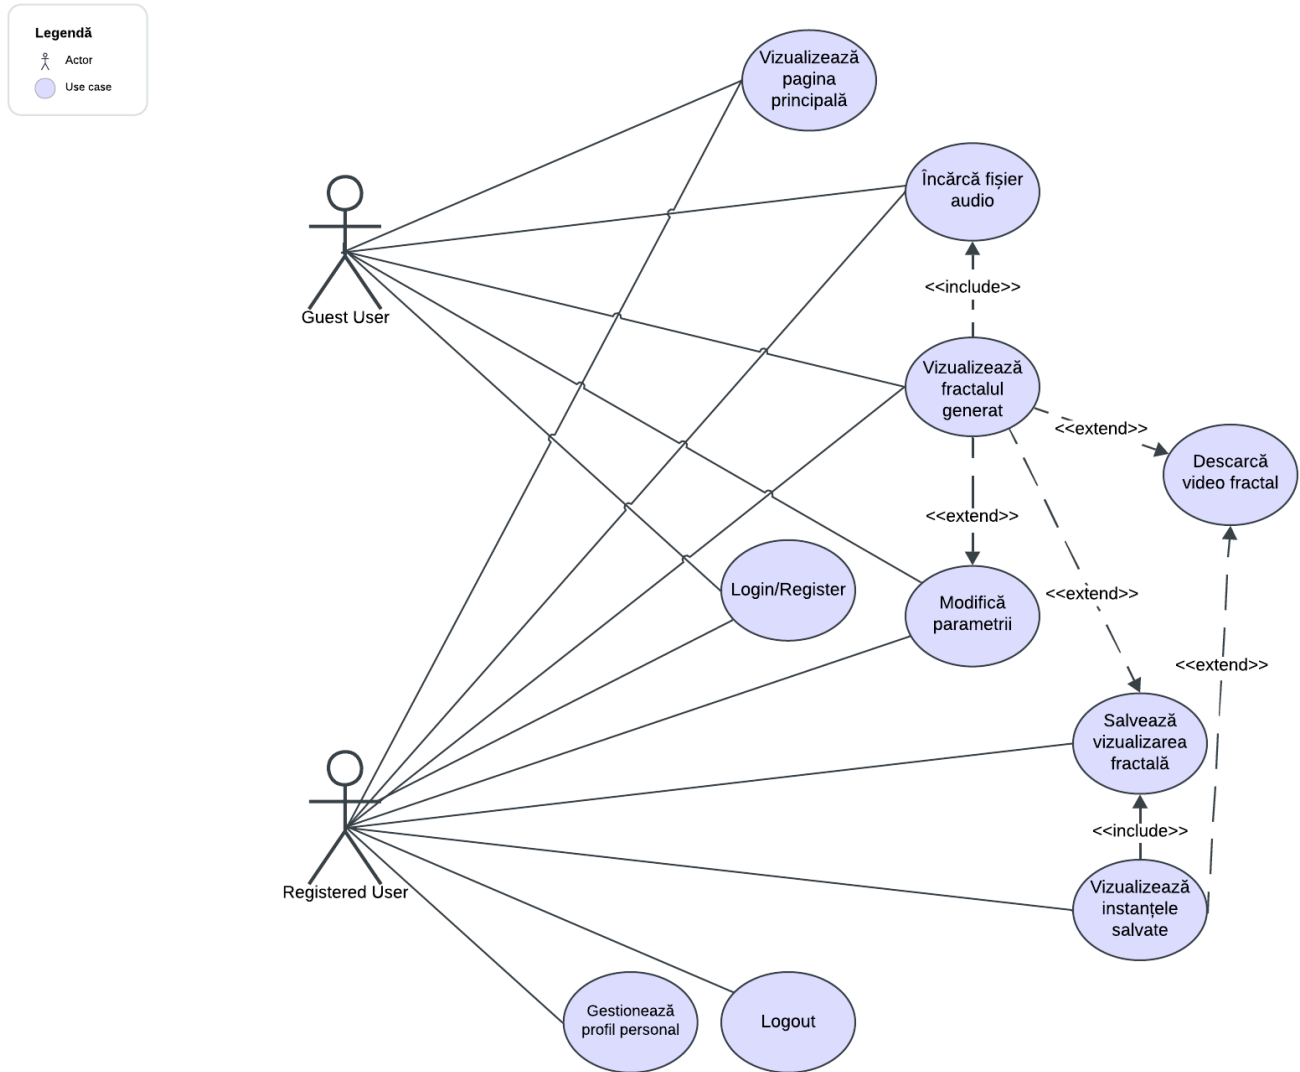 Legendă
Actor
Use case
Vizualizează
pagina
principală
Încărcă fișier
audio
<<include>>
Guest User
Vizualizează
fractalul
generat
<<extend>>
Descarcă
video fractal
<<extend>>
Login/Register
Modifică
parametrii
<<extend>>
<<extend>>
Salvează
vizualizarea
fractală
<<include>>
Registered User
Vizualizează
instanțele
salvate
Gestionează
profil personal
Logout